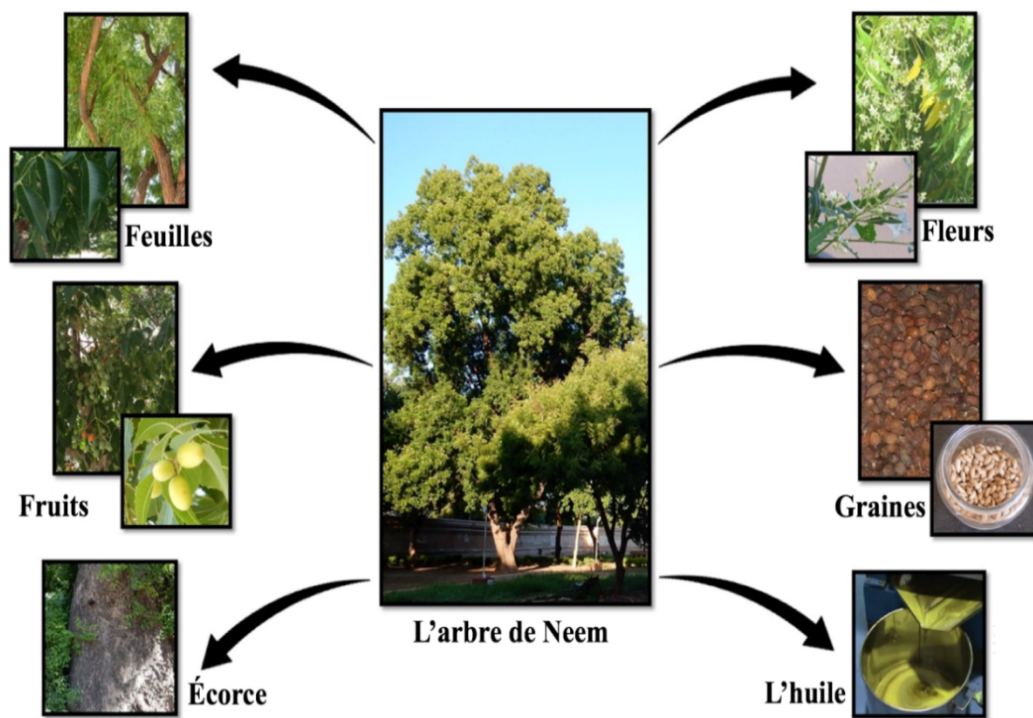 Feuilles
Fleurs
Fruits
Graines
L'arbre de Neem
Écorce
L'huile